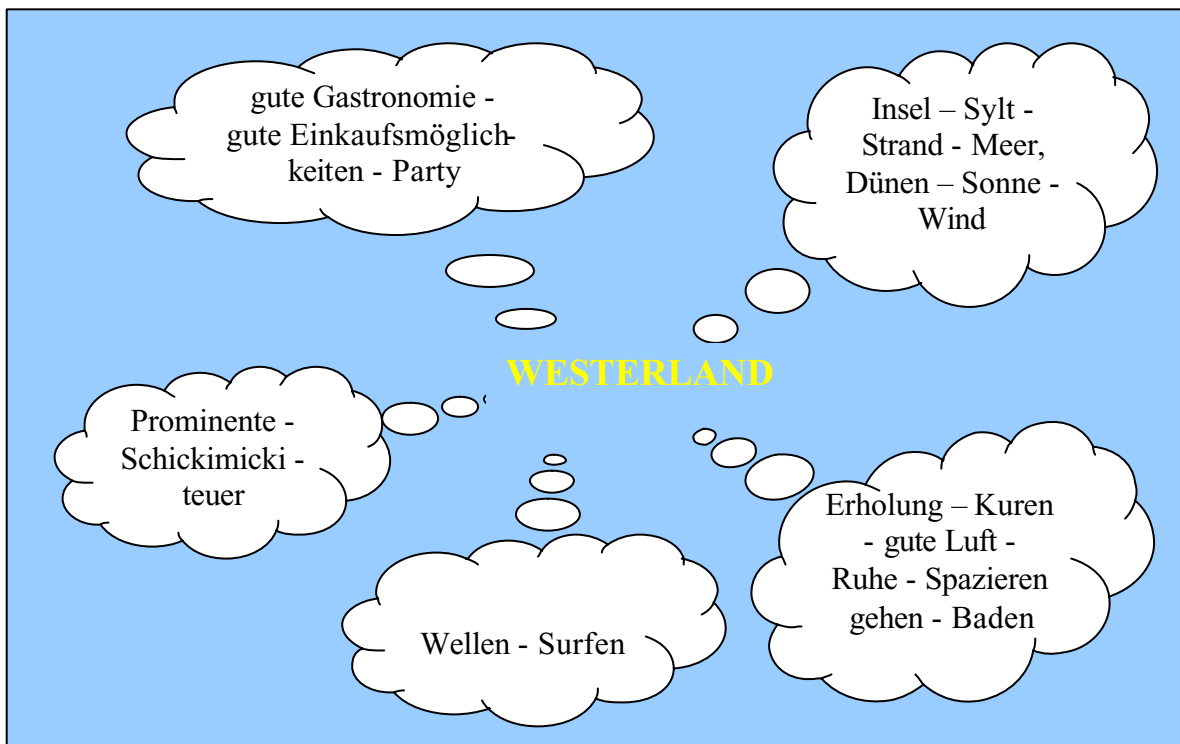 gute Gastronomie -
gute Einkaufsmöglich-
keiten - Party
Insel – Sylt -
Strand - Meer,
Dünen – Sonne -
Wind
WESTERLAND
Prominente -
Schickimicki -
teuer
Wellen - Surfen
Erholung – Kuren
- gute Luft -
Ruhe - Spazieren
gehen - Baden